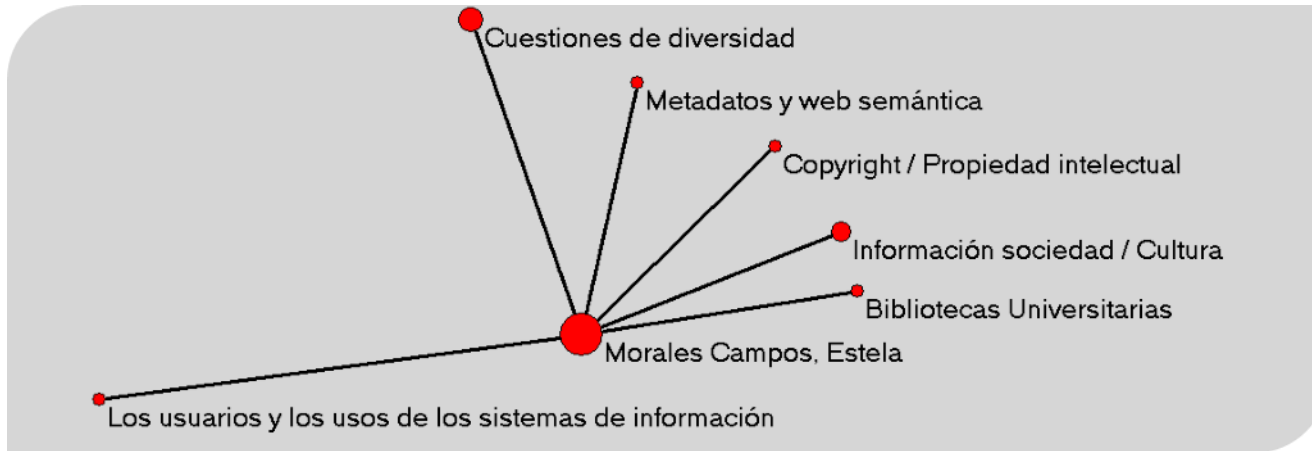 Cuestiones de diversidad
Metadatos y web semántica
Copyright / Propiedad intelectual
Información sociedad / Cultura
Bibliotecas Universitarias
Morales Campos, Estela
Los usuarios y los usos de los sistemas de información